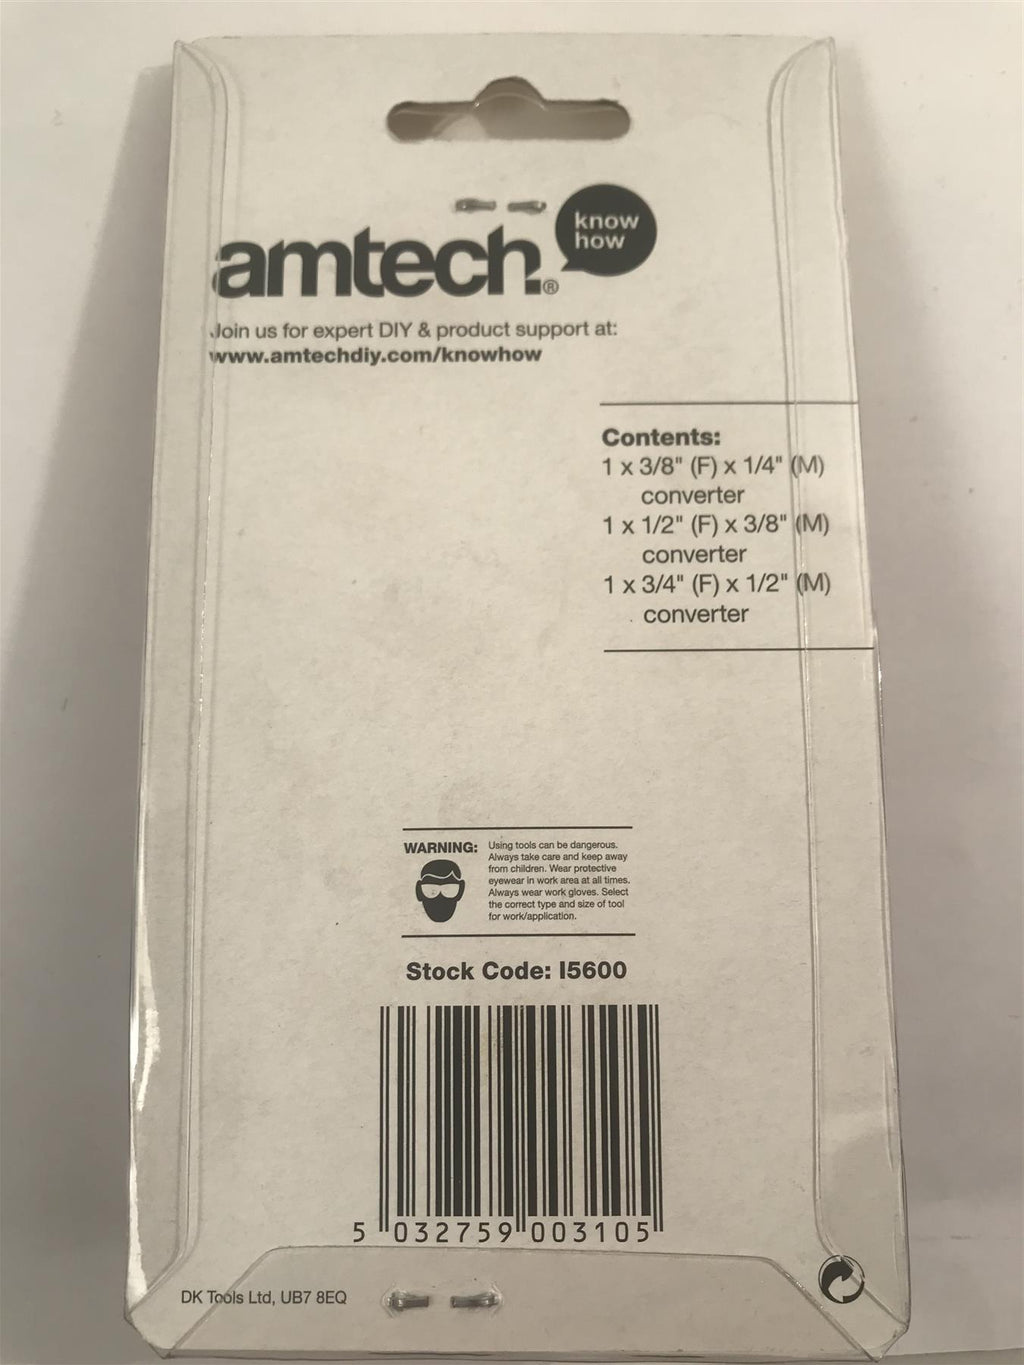 know
how
amtech®
Join us for expert DIY & product support at:
www.amtechdiy.com/knowhow
Contents:
1 x 3/8" (F) x 1/4" (M)
converter
1 x 1/2" (F) x 3/8" (M)
converter
1 x 3/4" (F) x 1/2" (M)
converter
WARNING:
Using tools can be dangerous.
Always take care and keep away
from children. Wear protective
eyewear in work area at all times.
Always wear work gloves. Select
the correct type and size of tool
for work/application.
Stock Code: I5600
5 032759 003105
DK Tools Ltd, UB7 8EQ